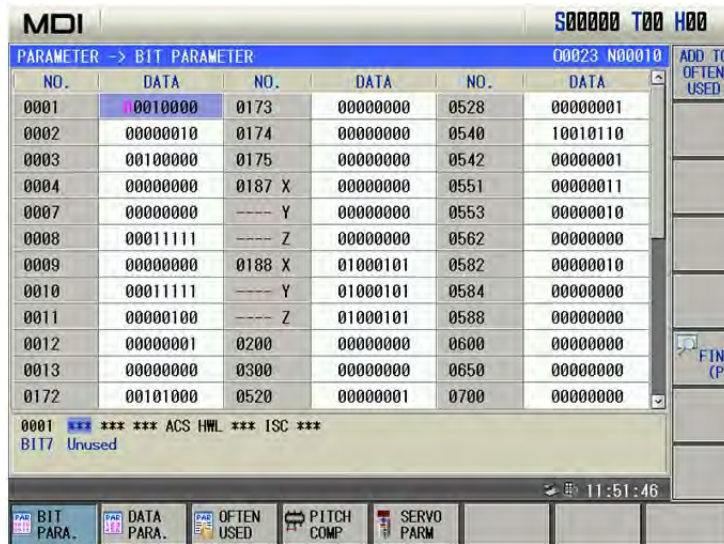 MDI S00000 T00 H00
PARAMETER -> BIT PARAMETER O0023 N00010 ADD TO
OFTEN
USED
NO. DATA NO. DATA NO. DATA
0001 00010000 0173 00000000 0528 00000001
0002 00000010 0174 00000000 0540 10010110
0003 00100000 0175 00000000 0542 00000001
0004 00000000 0187 X 00000000 0551 00000011
0007 00000000 ---- Y 00000000 0553 00000010
0008 00011111 ---- Z 00000000 0562 00000000
0009 00000000 0188 X 01000101 0582 00000010
0010 00011111 ---- Y 01000101 0584 00000000
0011 00000100 ---- Z 01000101 0588 00000000
0012 00000001 0200 00000000 0600 00000000
0013 00000000 0300 00000000 0650 00000000
0172 00101000 0520 00000001 0700 00000000
FIN
(P
0001 *** *** *** ACS HWL *** ISC ***
BIT7 Unused
11:51:46
BIT PARA.
DATA PARA.
OFTEN USED
PITCH COMP
SERVO PARM